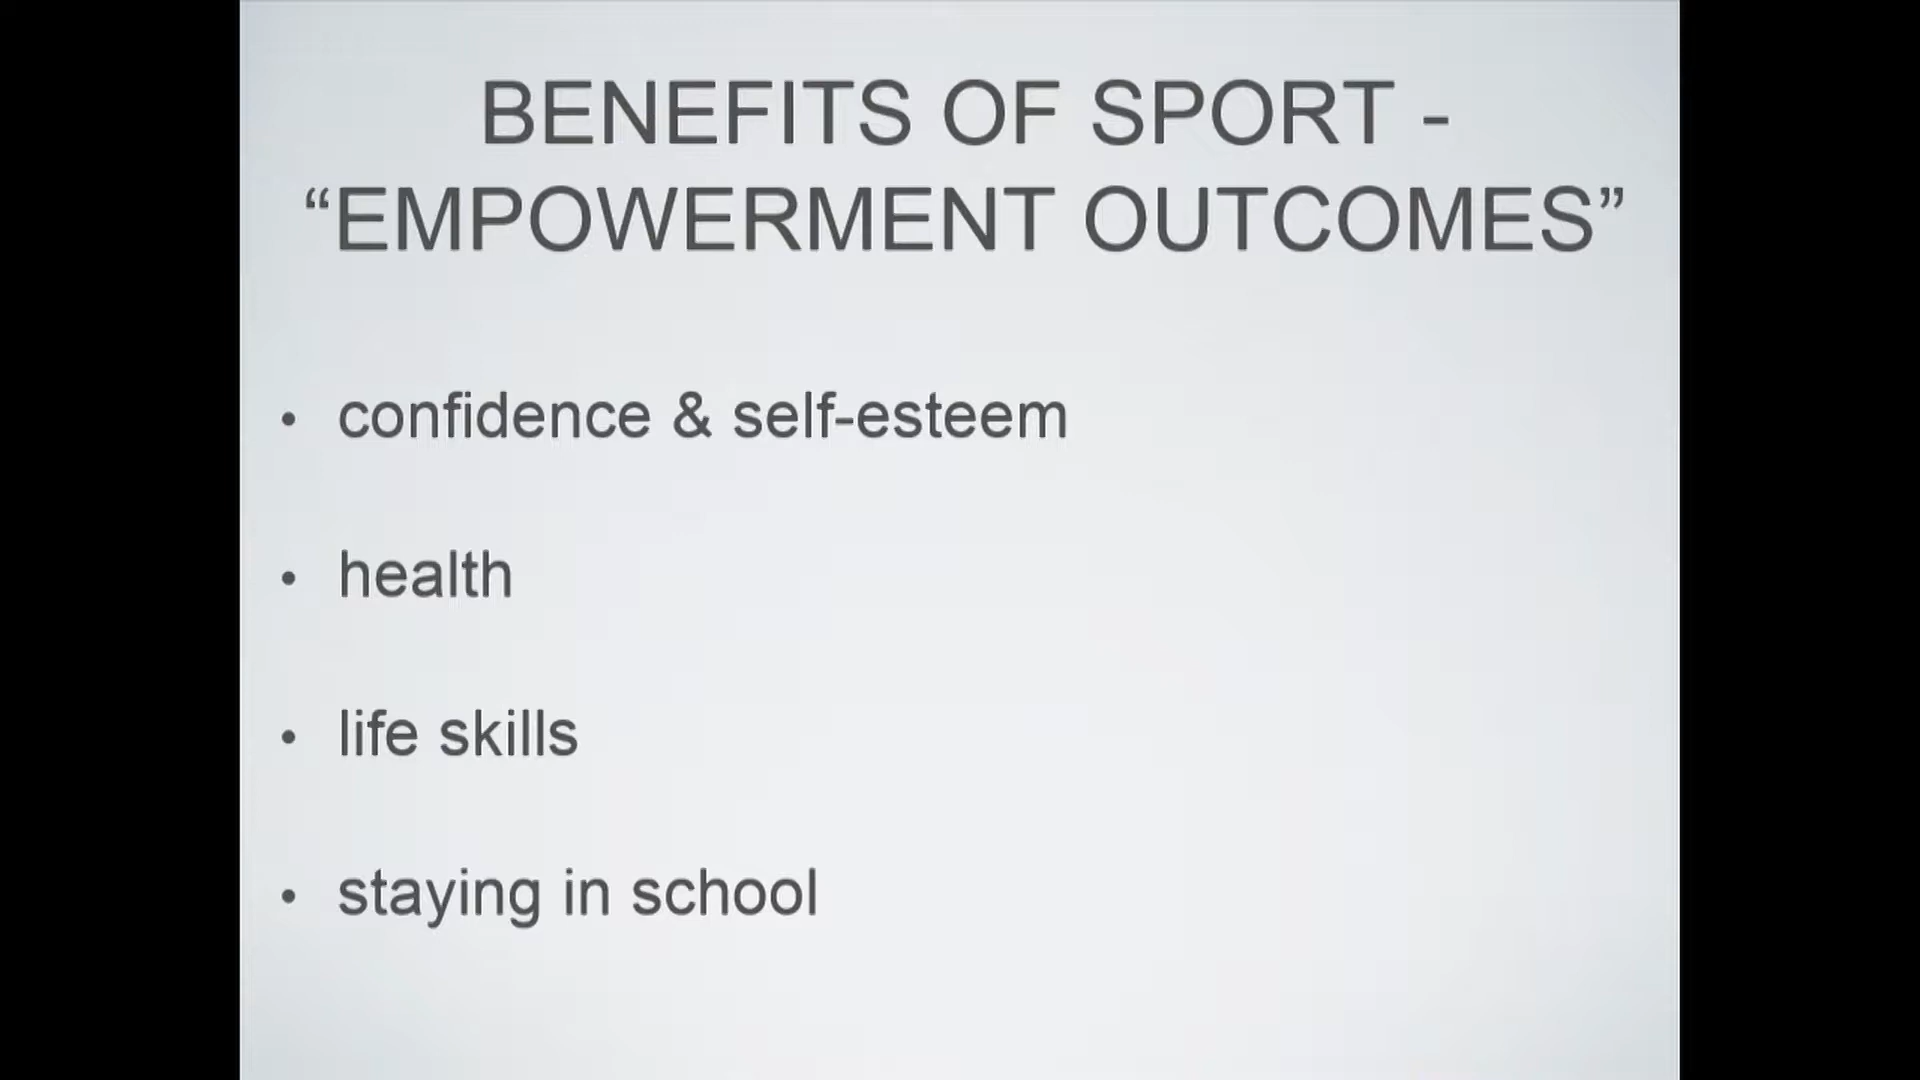 BENEFITS OF SPORT -
“EMPOWERMENT OUTCOMES”
• confidence & self-esteem
• health
• life skills
• staying in school